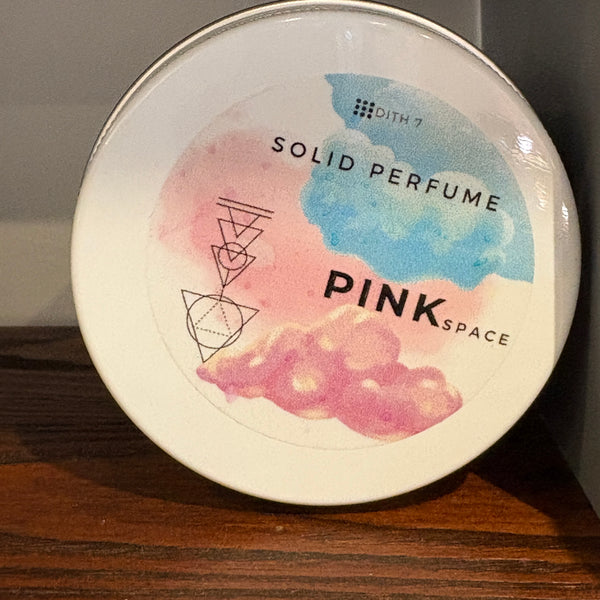 DITH 7
SOLID PERFUME
PINK SPACE